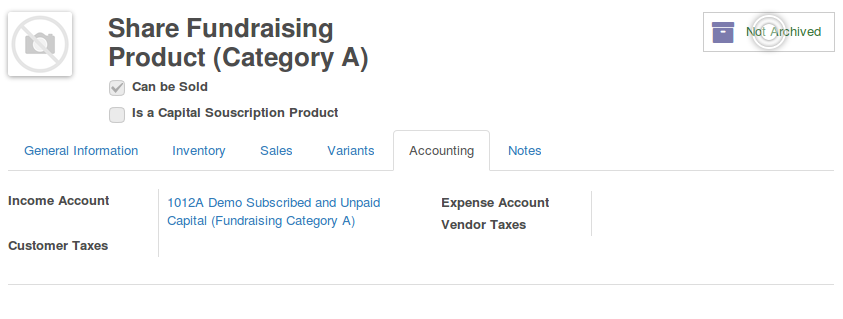 Share Fundraising
Product (Category A)
Not Archived
Can be Sold
Is a Capital Souscription Product
General Information Inventory Sales Variants Accounting Notes
Income Account
1012A Demo Subscribed and Unpaid
Capital (Fundraising Category A)
Customer Taxes
Expense Account
Vendor Taxes